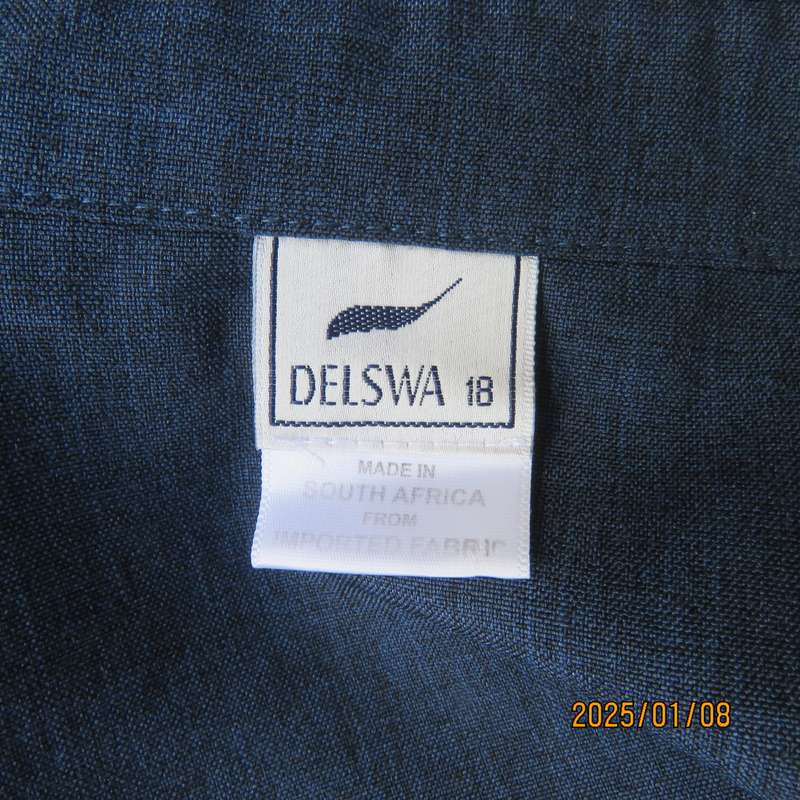 DELSWA 18
MADE IN
SOUTH AFRICA
FROM
IMPORTED FABRIC
2025/01/08